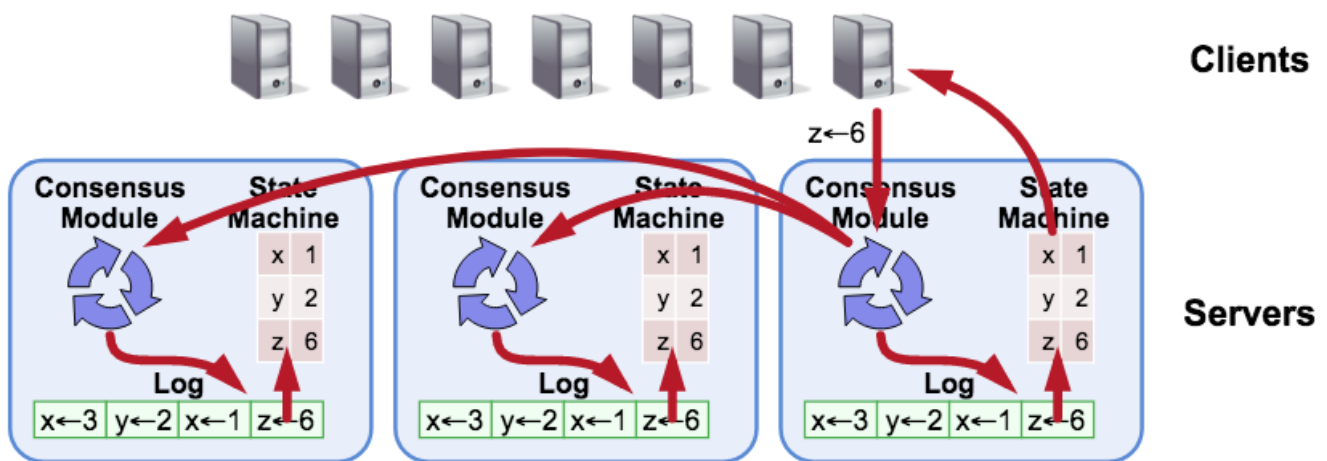 Clients
z←6
Consensus Module
State Machine
x 1
y 2
z 6
Log
x←3 y←2 x←1 z←6
Consensus Module
State Machine
x 1
y 2
z 6
Log
x←3 y←2 x←1 z←6
Consensus Module
State Machine
x 1
y 2
z 6
Log
x←3 y←2 x←1 z←6
Servers